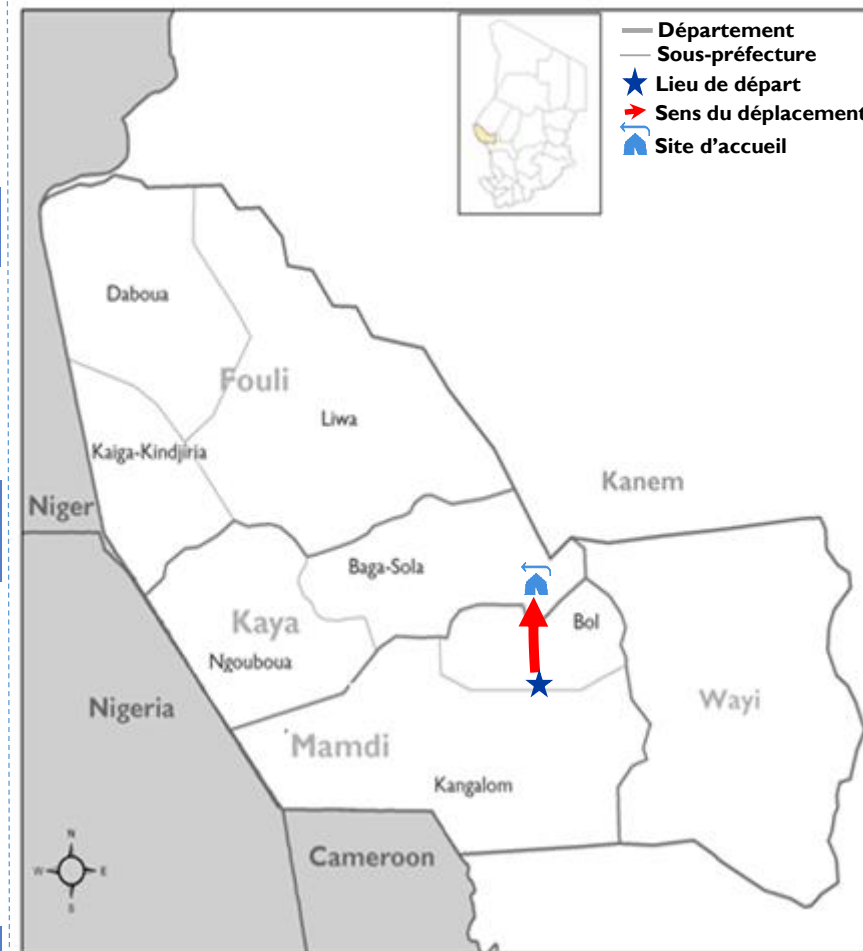 Département
Sous-préfecture
Lieu de départ
Sens du déplacement
Site d'accueil
Daboua
Fouli
Liwa
Kaiga-Kindjiria
Kanem
Niger
Baga-Sola
Kaya
Bol
Ngouboua
Nigeria
Wayi
Mamdi
Kangalom
N
W E
S
Cameroon